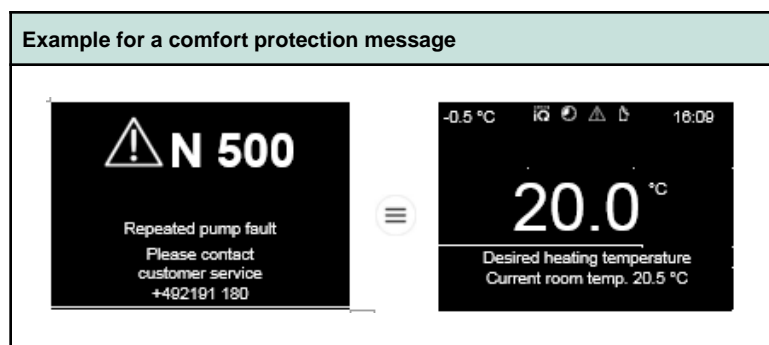 Example for a comfort protection message
N 500
Repeated pump fault
Please contact
customer service
+492191 180
-0.5 °C iQ 16:09
20.0 °C
Desired heating temperature
Current room temp. 20.5 °C